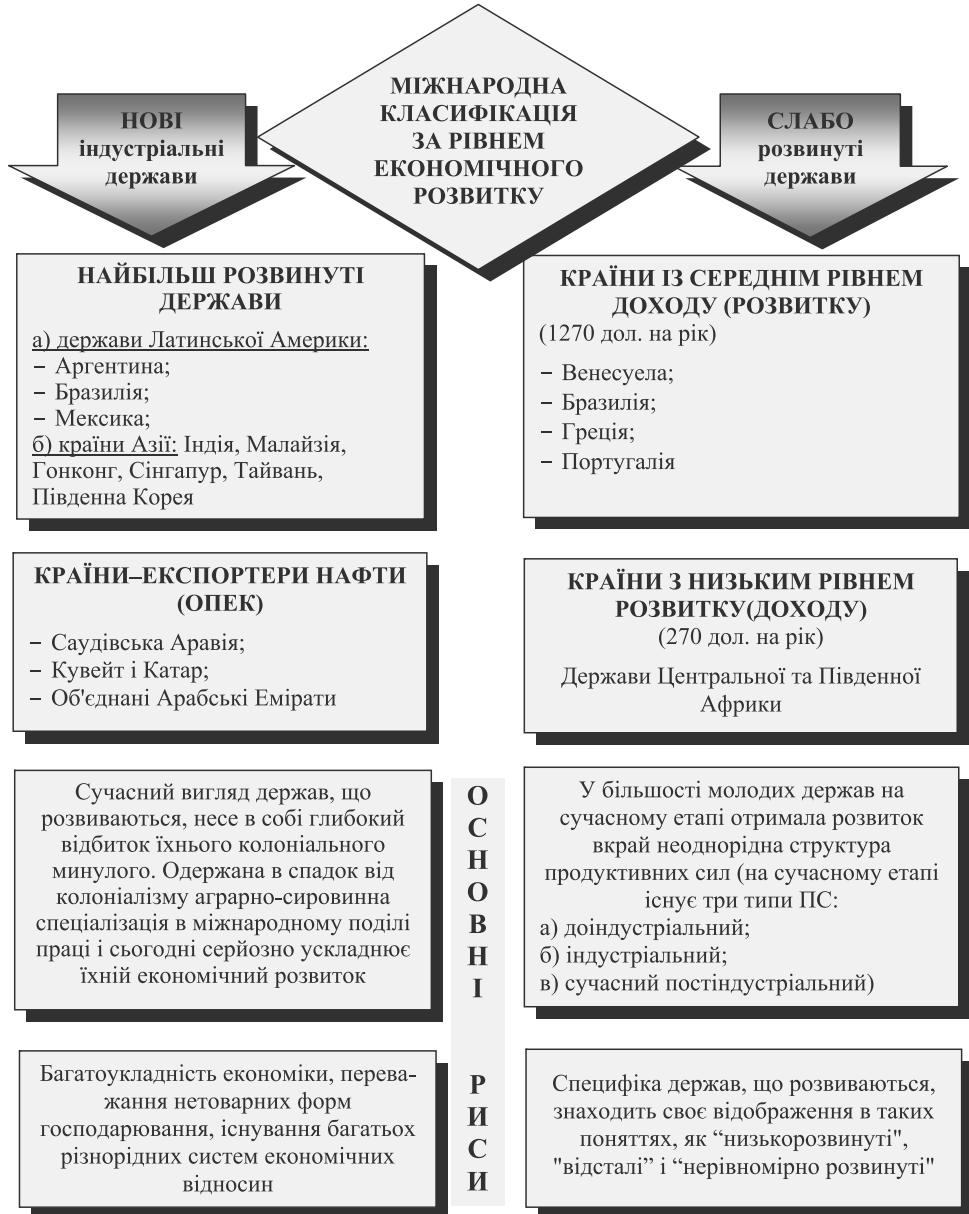 МІЖНАРОДНА
КЛАСИФІКАЦІЯ
ЗА РІВНЕМ
ЕКОНОМІЧНОГО
РОЗВИТКУ
НОВІ
індустріальні
держави
СЛАБО
розвинуті
держави
НАЙБІЛЬШ РОЗВИНУТІ
ДЕРЖАВИ
а) держави Латинської Америки:
– Аргентина;
– Бразилія;
– Мексика;
б) країни Азії: Індія, Малайзія,
Гонконг, Сінгапур, Тайвань,
Південна Корея
КРАЇНИ ІЗ СЕРЕДНІМ РІВНЕМ
ДОХОДУ (РОЗВИТКУ)
(1270 дол. на рік)
– Венесуела;
– Бразилія;
– Греція;
– Португалія
КРАЇНИ–ЕКСПОРТЕРИ НАФТИ
(ОПЕК)
– Саудівська Аравія;
– Кувейт і Катар;
– Об'єднані Арабські Емірати
КРАЇНИ З НИЗЬКИМ РІВНЕМ
РОЗВИТКУ(ДОХОДУ)
(270 дол. на рік)
Держави Центральної та Південної
Африки
ОСНОВНІ РИСИ
Сучасний вигляд держав, що
розвиваються, несе в собі глибокий
відбиток їхнього колоніального
минулого. Одержана в спадок від
колоніалізму аграрно-сировинна
спеціалізація в міжнародному поділі
праці і сьогодні серйозно ускладнює
їхній економічний розвиток
У більшості молодих держав на
сучасному етапі отримала розвиток
вкрай неоднорідна структура
продуктивних сил (на сучасному етапі
існує три типи ПС:
а) доіндустріальний;
б) індустріальний;
в) сучасний постіндустріальний)
Багатоукладність економіки, перева-
жання нетоварних форм
господарювання, існування багатьох
різнорідних систем економічних
відносин
Специфіка держав, що розвиваються,
знаходить своє відображення в таких
поняттях, як “низькорозвинуті",
"відсталі” і “нерівномірно розвинуті"